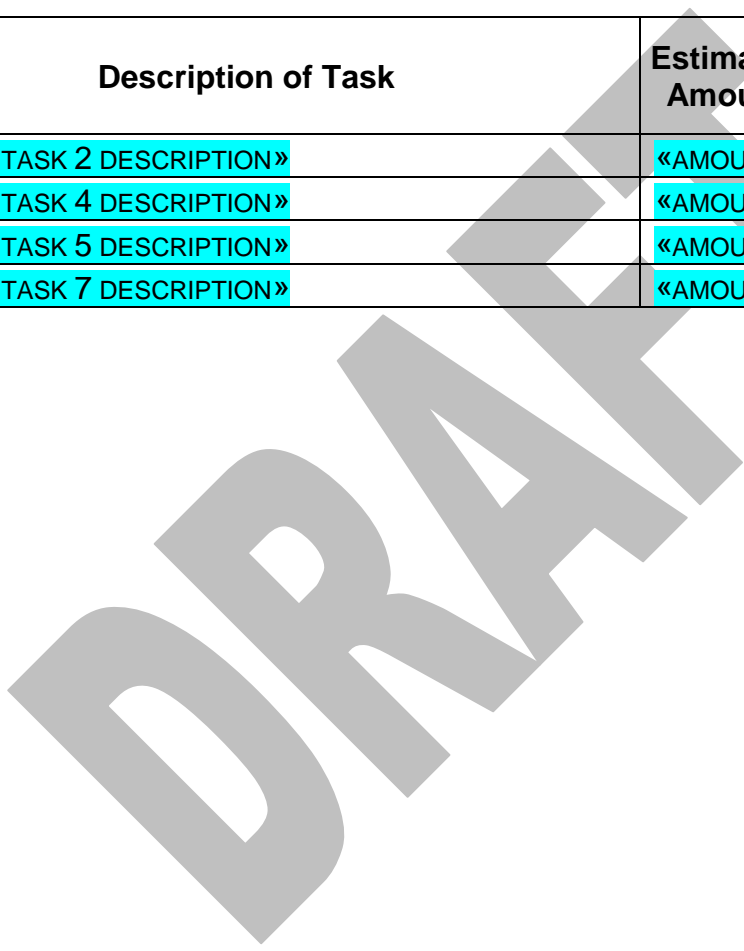 Description of Task
Estima
Amou
TASK 2 DESCRIPTION» «AMOU
TASK 4 DESCRIPTION» «AMOU
TASK 5 DESCRIPTION» «AMOU
TASK 7 DESCRIPTION» «AMOU
DRAFT